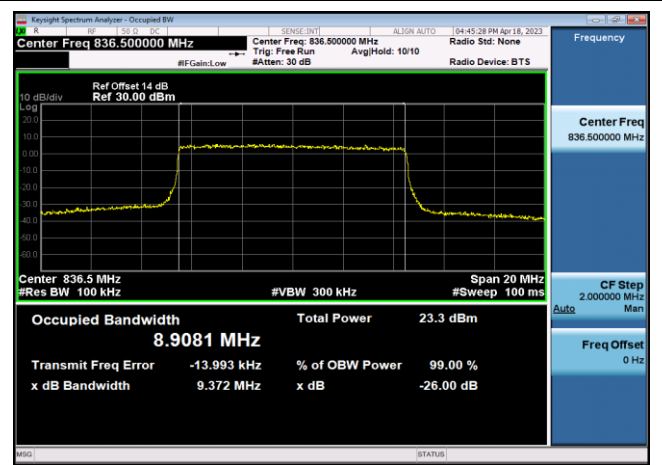 Keysight Spectrum Analyzer - Occupied BW
R RF 50 Ω DC SENSE:INT ALIGN AUTO 04:45:28 PM Apr 18, 2023
Center Freq 836.500000 MHz Center Freq: 836.500000 MHz Radio Std: None
Trig: Free Run Avg|Hold: 10/10
#IFGain:Low #Atten: 30 dB Radio Device: BTS
Frequency
Ref Offset 14 dB
10 dB/div Ref 30.00 dBm
Log
20.0
10.0
0.00
-10.0
-20.0
-30.0
-40.0
-50.0
-60.0
Center 836.5 MHz Span 20 MHz
#Res BW 100 kHz #VBW 300 kHz #Sweep 100 ms
Occupied Bandwidth Total Power 23.3 dBm
8.9081 MHz
Transmit Freq Error -13.993 kHz % of OBW Power 99.00 %
x dB Bandwidth 9.372 MHz x dB -26.00 dB
Center Freq
836.500000 MHz
CF Step
2.000000 MHz
Auto Man
Freq Offset
0 Hz
MSG STATUS